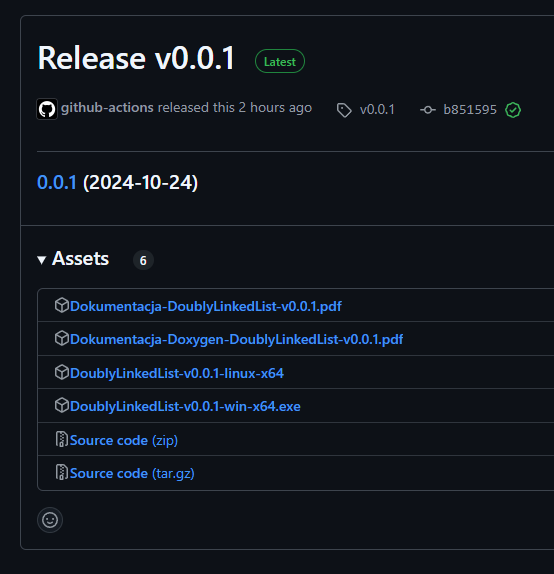 Release v0.0.1 Latest
github-actions released this 2 hours ago v0.0.1 b851595
0.0.1 (2024-10-24)
Assets 6
Dokumentacja-DoublyLinkedList-v0.0.1.pdf
Dokumentacja-Doxygen-DoublyLinkedList-v0.0.1.pdf
DoublyLinkedList-v0.0.1-linux-x64
DoublyLinkedList-v0.0.1-win-x64.exe
Source code (zip)
Source code (tar.gz)